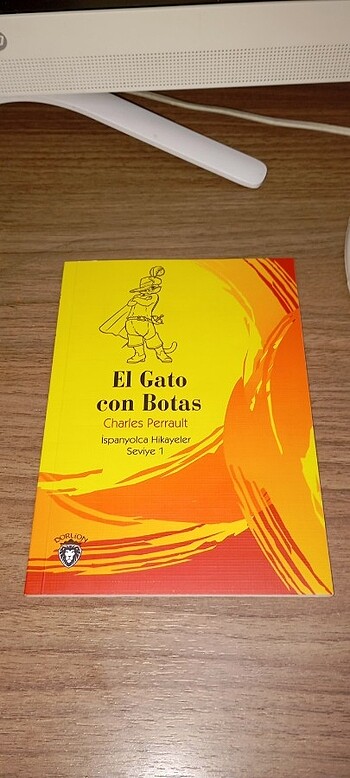 El Gato
con Botas
Charles Perrault
İspanyolca Hikayeler
Seviye 1
DORLION